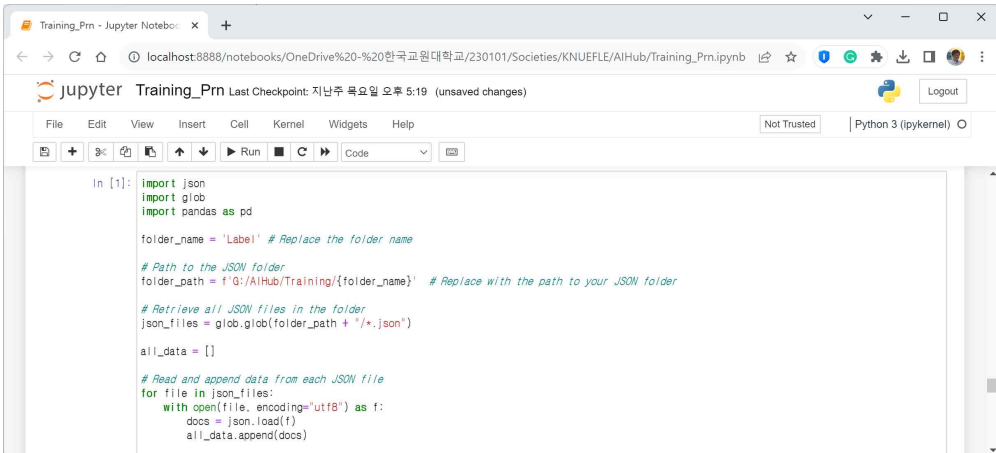 Training_Prn - Jupyter Noteboo
localhost:8888/notebooks/OneDrive%20-%20한국교원대학교/230101/Societies/KNUEFLE/AIHub/Training_Prn.ipynb
jupyter Training_Prn Last Checkpoint: 지난주 목요일 오후 5:19 (unsaved changes)
Logout
File Edit View Insert Cell Kernel Widgets Help
Not Trusted
Python 3 (ipykernel)
Run
Code
In [1]: import json
import glob
import pandas as pd
folder_name = 'Label' # Replace the folder name
# Path to the JSON folder
folder_path = f'G:/AIHub/Training/{folder_name}' # Replace with the path to your JSON folder
# Retrieve all JSON files in the folder
json_files = glob.glob(folder_path + "/*.json")
all_data = []
# Read and append data from each JSON file
for file in json_files:
with open(file, encoding="utf8") as f:
docs = json.load(f)
all_data.append(docs)